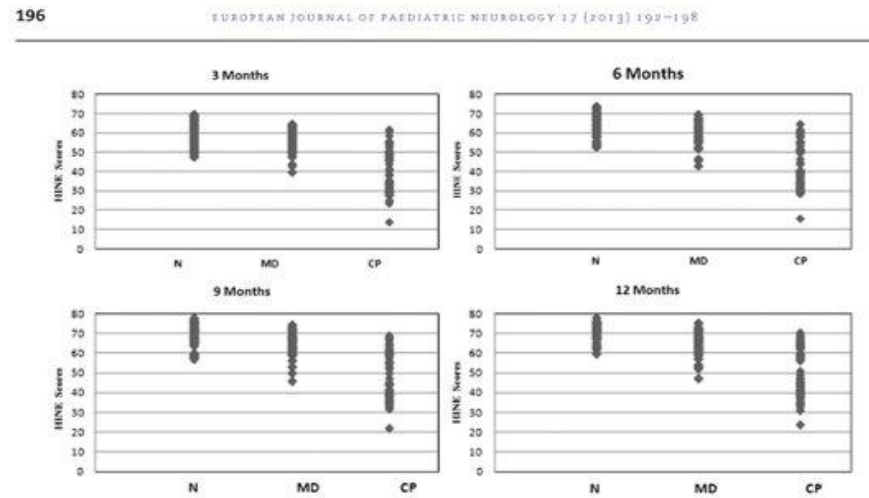 196
EUROPEAN JOURNAL OF PAEDIATRIC NEUROLOGY 17 (2013) 192–198
3 Months
HINE Scores
80
70
60
50
40
30
20
10
0
N MD CP
6 Months
HINE Scores
80
70
60
50
40
30
20
10
0
N MD CP
9 Months
HINE Scores
80
70
60
50
40
30
20
10
0
N MD CP
12 Months
HINE Scores
80
70
60
50
40
30
20
10
0
N MD CP